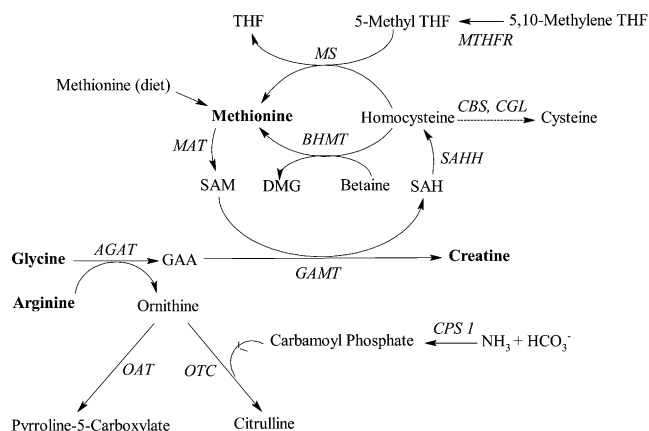 THF 5-Methyl THF 5,10-Methylene THF
MTHFR
MS
Methionine (diet)
Methionine Homocysteine CBS, CGL Cysteine
MAT BHMT SAHH
SAM DMG Betaine SAH
Glycine AGAT GAA GAMT Creatine
Arginine
Ornithine
Carbamoyl Phosphate CPS 1 NH₃ + HCO₃⁻
OAT OTC
Pyrroline-5-Carboxylate Citrulline